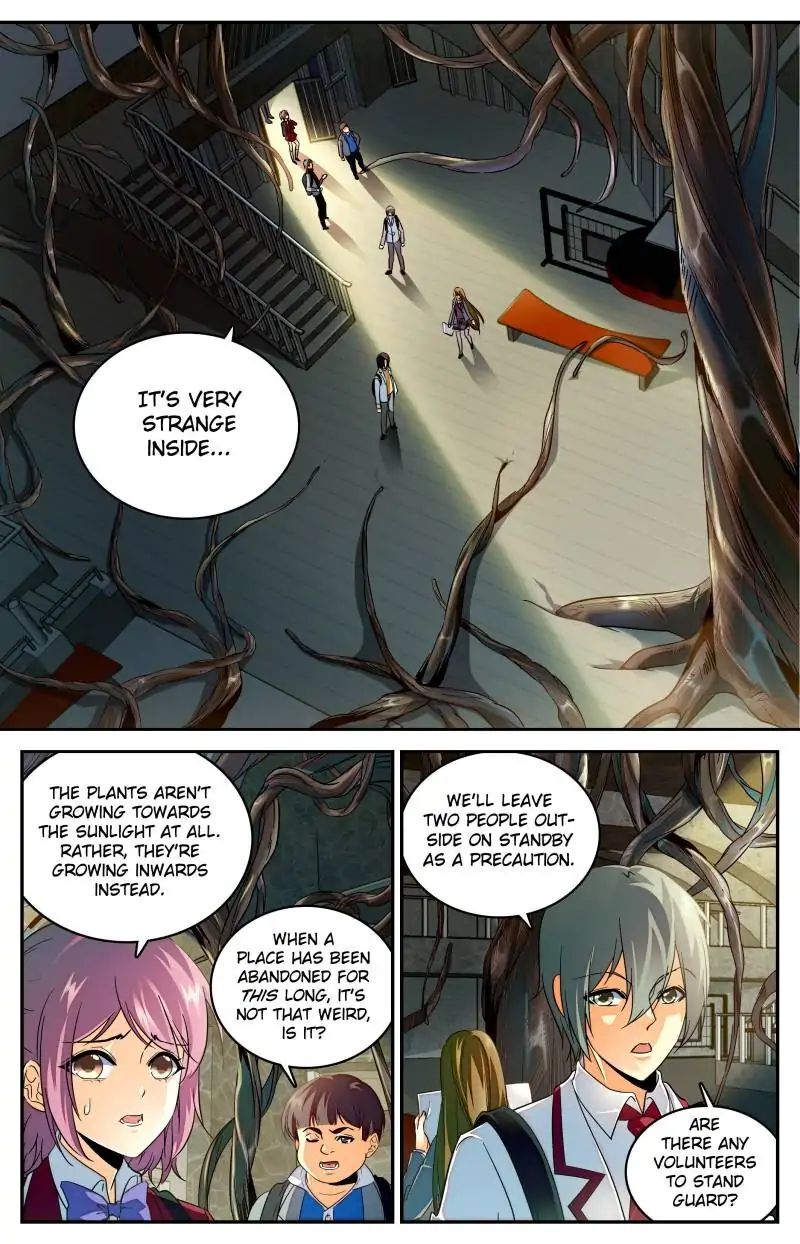 IT'S VERY
STRANGE
INSIDE...
THE PLANTS AREN'T
GROWING TOWARDS
THE SUNLIGHT AT ALL.
RATHER, THEY'RE
GROWING INWARDS
INSTEAD.
WHEN A
PLACE HAS BEEN
ABANDONED FOR
THIS LONG, IT'S
NOT THAT WEIRD,
IS IT?
WE'LL LEAVE
TWO PEOPLE OUT-
SIDE ON STANDBY
AS A PRECAUTION.
ARE
THERE ANY
VOLUNTEERS
TO STAND
GUARD?